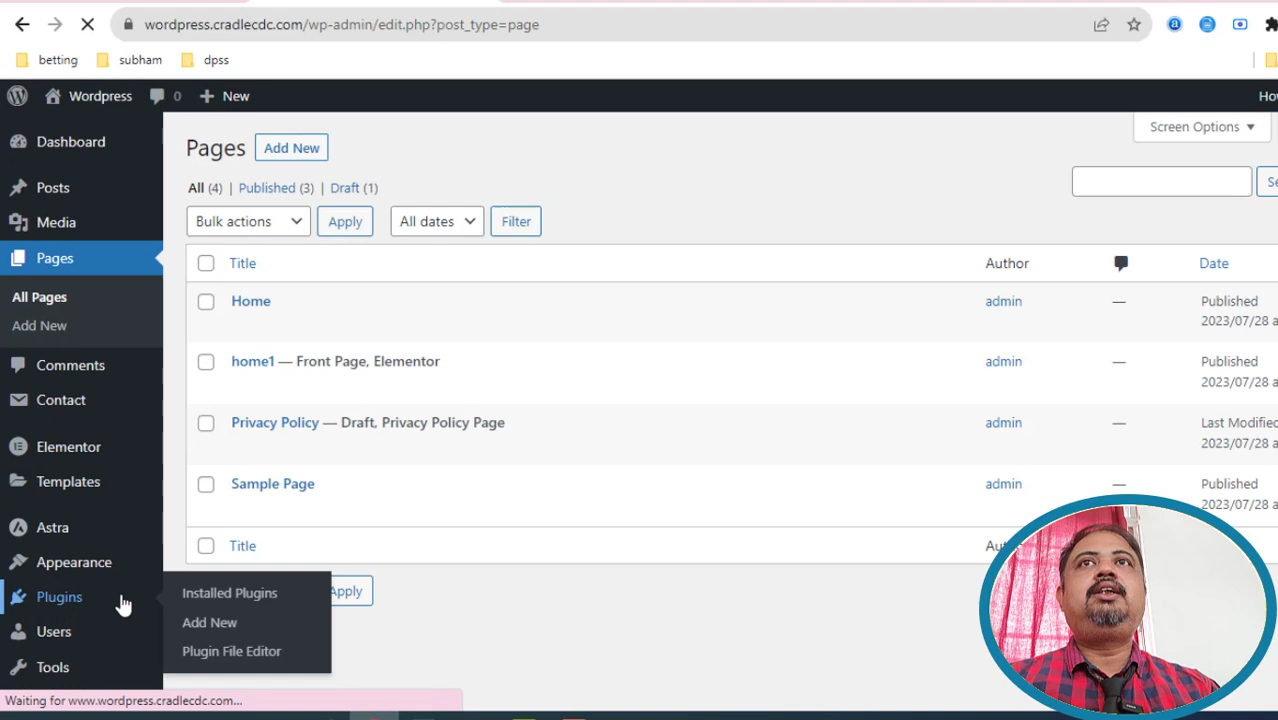 wordpress.cradlecdc.com/wp-admin/edit.php?post_type=page
betting subham dpss
Wordpress 0 New
Screen Options
Dashboard
Posts
Media
Pages
All Pages
Add New
Comments
Contact
Elementor
Templates
Astra
Appearance
Plugins
Users
Tools
Installed Plugins
Add New
Plugin File Editor
Pages Add New
All (4) | Published (3) | Draft (1)
Bulk actions Apply All dates Filter
Title Author Date
Home admin — Published
2023/07/28
home1 — Front Page, Elementor admin — Published
2023/07/28
Privacy Policy — Draft, Privacy Policy Page admin — Last Modified
2023/07/28
Sample Page admin — Published
2023/07/28
Title
Apply
Waiting for www.wordpress.cradlecdc.com...